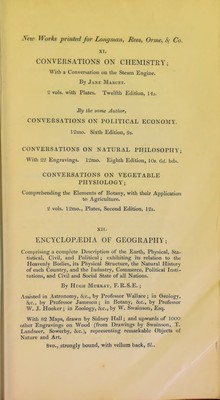 New Works printed for Longman, Rees, Orme, & Co.
XI.
CONVERSATIONS ON CHEMISTRY;
With a Conversation on the Steam Engine.
By JANE MARCET.
2 vols. with Plates. Twelfth Edition, 14s.
By the same Author,
CONVERSATIONS ON POLITICAL ECONOMY.
12mo. Sixth Edition, 9s.
CONVERSATIONS ON NATURAL PHILOSOPHY;
With 22 Engravings. 12mo. Eighth Edition, 10s. 6d. bds.
CONVERSATIONS ON VEGETABLE
PHYSIOLOGY;
Comprehending the Elements of Botany, with their Application
to Agriculture.
2 vols. 12mo., Plates, Second Edition, 12s.
XII.
ENCYCLOPÆDIA OF GEOGRAPHY;
Comprising a complete Description of the Earth, Physical, Sta-
tistical, Civil, and Political; exhibiting its relation to the
Heavenly Bodies, its Physical Structure, the Natural History
of each Country, and the Industry, Commerce, Political Insti-
tutions, and Civil and Social State of all Nations.
By HUGH MURRAY, F.R.S.E.;
Assisted in Astronomy, &c., by Professor Wallace; in Geology,
&c., by Professor Jameson; in Botany, &c., by Professor
W. J. Hooker; in Zoology, &c., by W. Swainson, Esq.
With 82 Maps, drawn by Sidney Hall; and upwards of 1000
other Engravings on Wood (from Drawings by Swainson, T.
Landseer, Sowerby, &c.), representing remarkable Objects of
Nature and Art.
8vo., strongly bound, with vellum back, 3l.